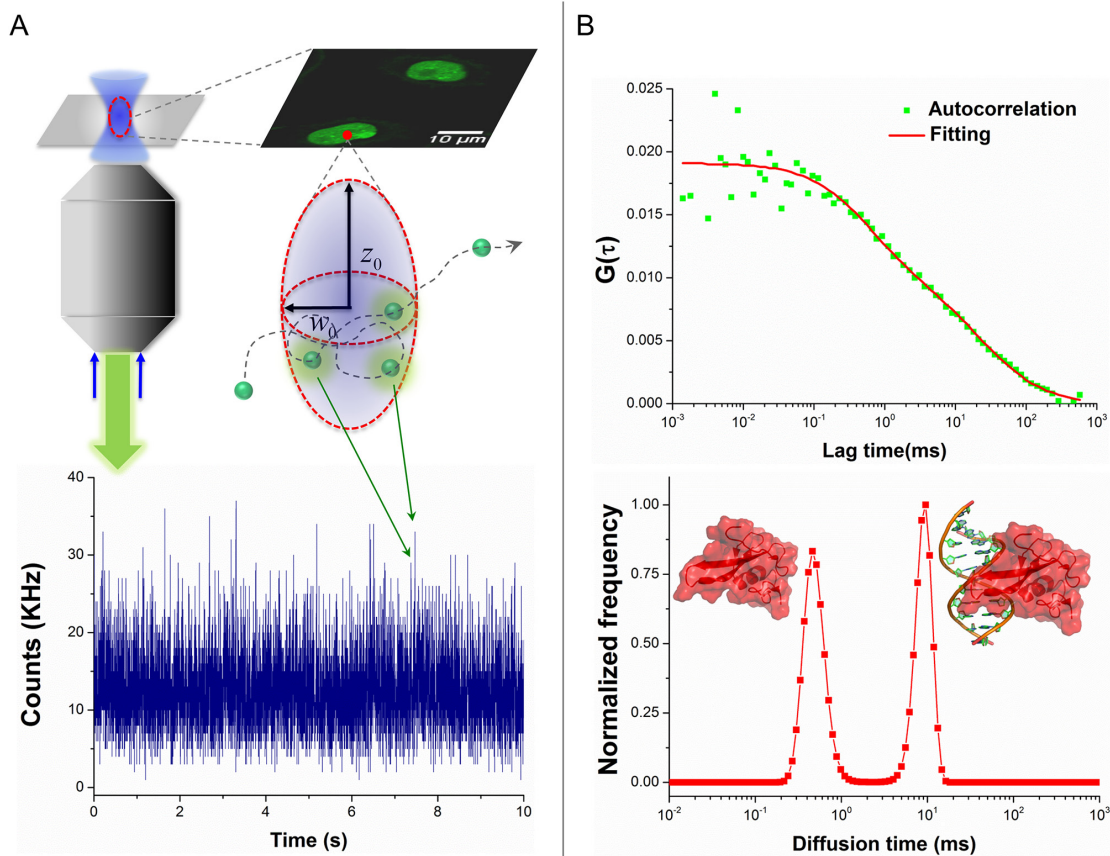 A
10 µm
z0
w0
Counts (KHz)
40
30
20
10
0
0
2
4
6
8
10
Time (s)
B
Autocorrelation
Fitting
G(τ)
0.025
0.020
0.015
0.010
0.005
0.000
10-3
10-2
10-1
100
101
102
103
Lag time(ms)
Normalized frequency
1.00
0.75
0.50
0.25
0.00
10-2
10-1
100
101
102
103
Diffusion time (ms)